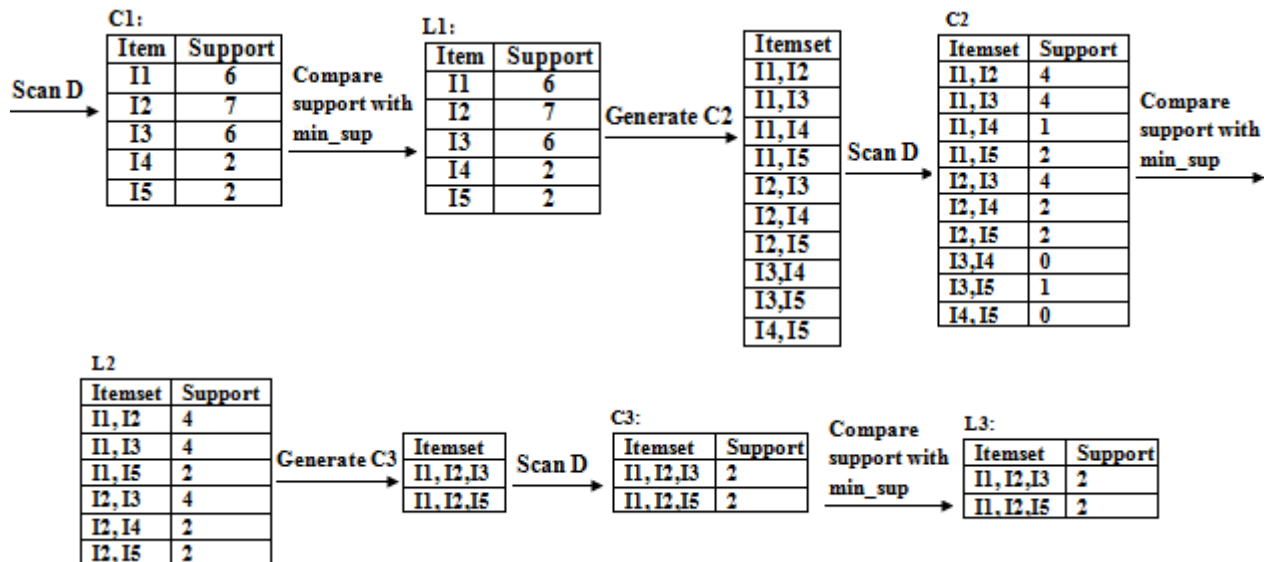 C1:
Item Support
I1 6
I2 7
I3 6
I4 2
I5 2
Scan D
Compare
support with
min_sup
L1:
Item Support
I1 6
I2 7
I3 6
I4 2
I5 2
Generate C2
Itemset
I1, I2
I1, I3
I1, I4
I1, I5
I2, I3
I2, I4
I2, I5
I3,I4
I3,I5
I4, I5
Scan D
C2
Itemset Support
I1, I2 4
I1, I3 4
I1, I4 1
I1, I5 2
I2, I3 4
I2, I4 2
I2, I5 2
I3,I4 0
I3,I5 1
I4, I5 0
Compare
support with
min_sup
L2
Itemset Support
I1, I2 4
I1, I3 4
I1, I5 2
I2, I3 4
I2, I4 2
I2, I5 2
Generate C3
Itemset
I1, I2,I3
I1, I2,I5
Scan D
C3:
Itemset Support
I1, I2,I3 2
I1, I2,I5 2
Compare
support with
min_sup
L3:
Itemset Support
I1, I2,I3 2
I1, I2,I5 2